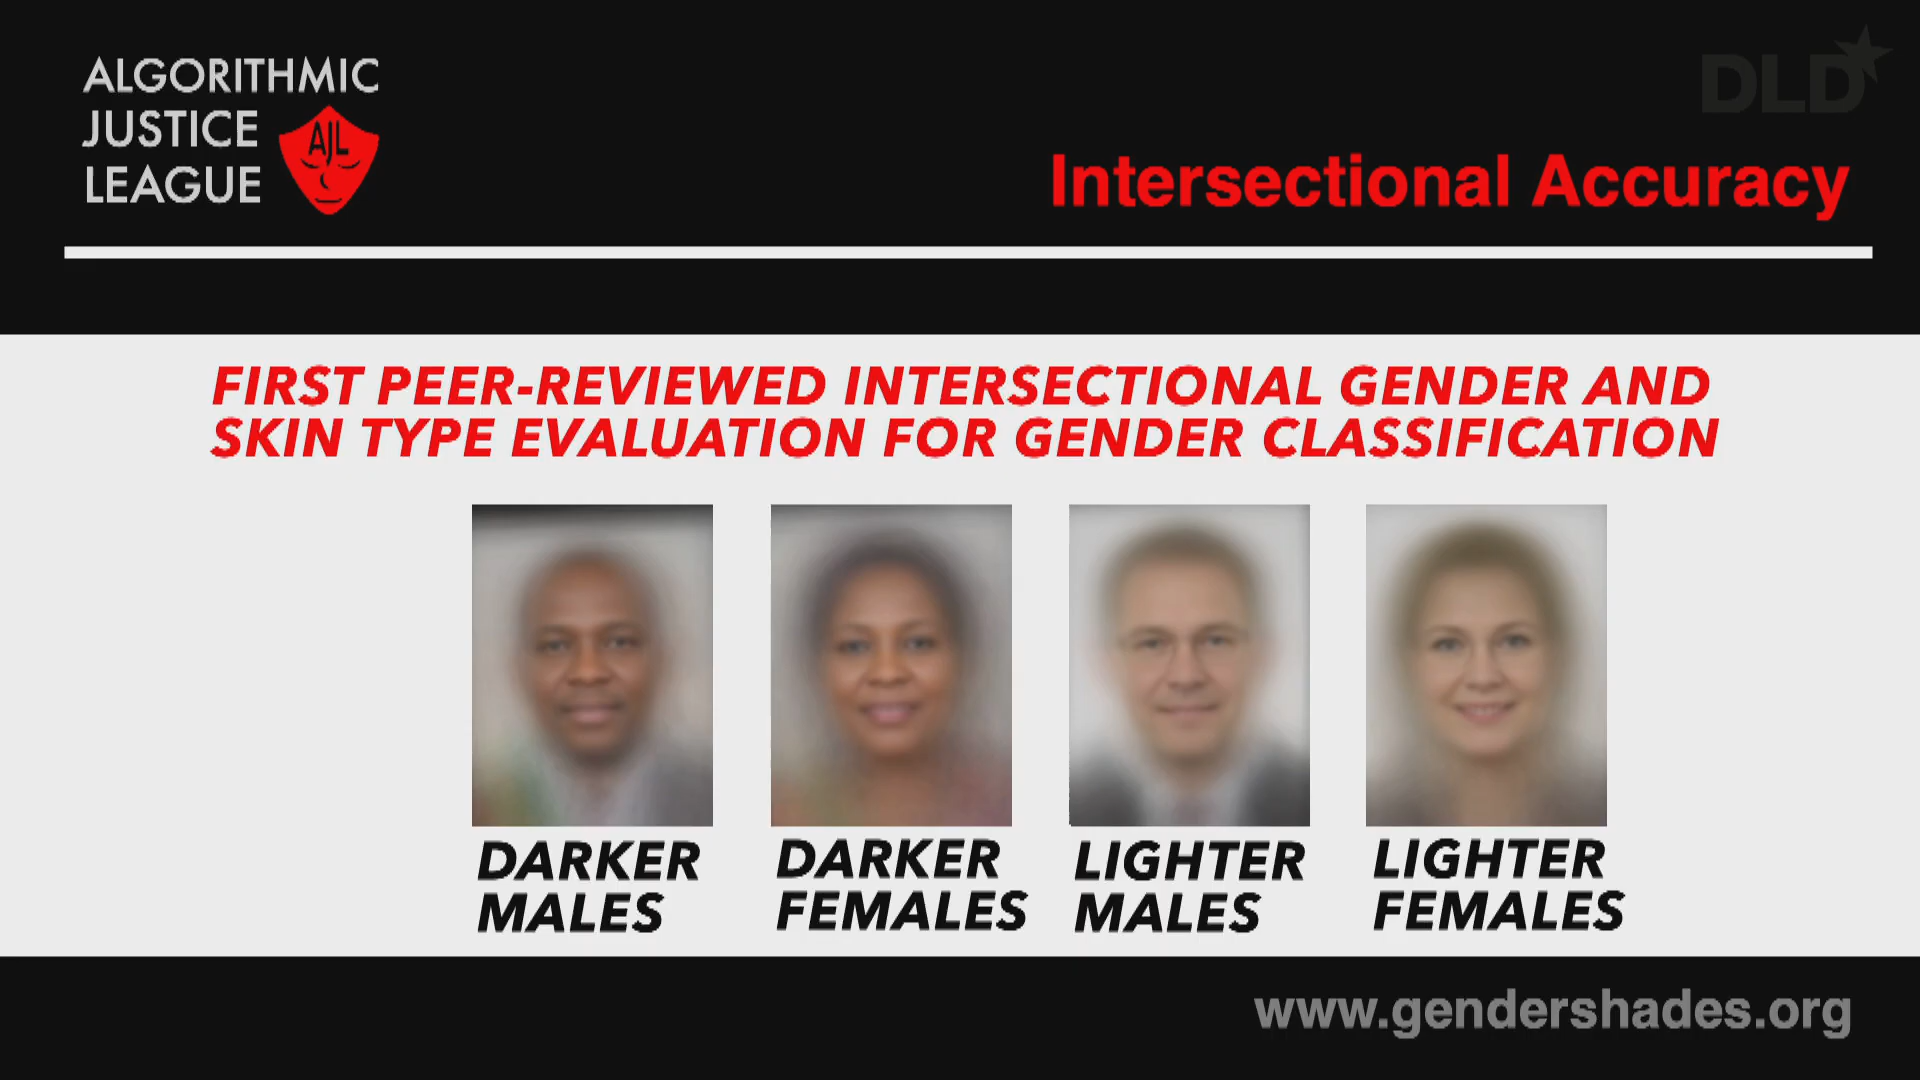 ALGORITHMIC
JUSTICE
LEAGUE
AJL
DLD
Intersectional Accuracy
FIRST PEER-REVIEWED INTERSECTIONAL GENDER AND
SKIN TYPE EVALUATION FOR GENDER CLASSIFICATION
DARKER
MALES
DARKER
FEMALES
LIGHTER
MALES
LIGHTER
FEMALES
www.gendershades.org